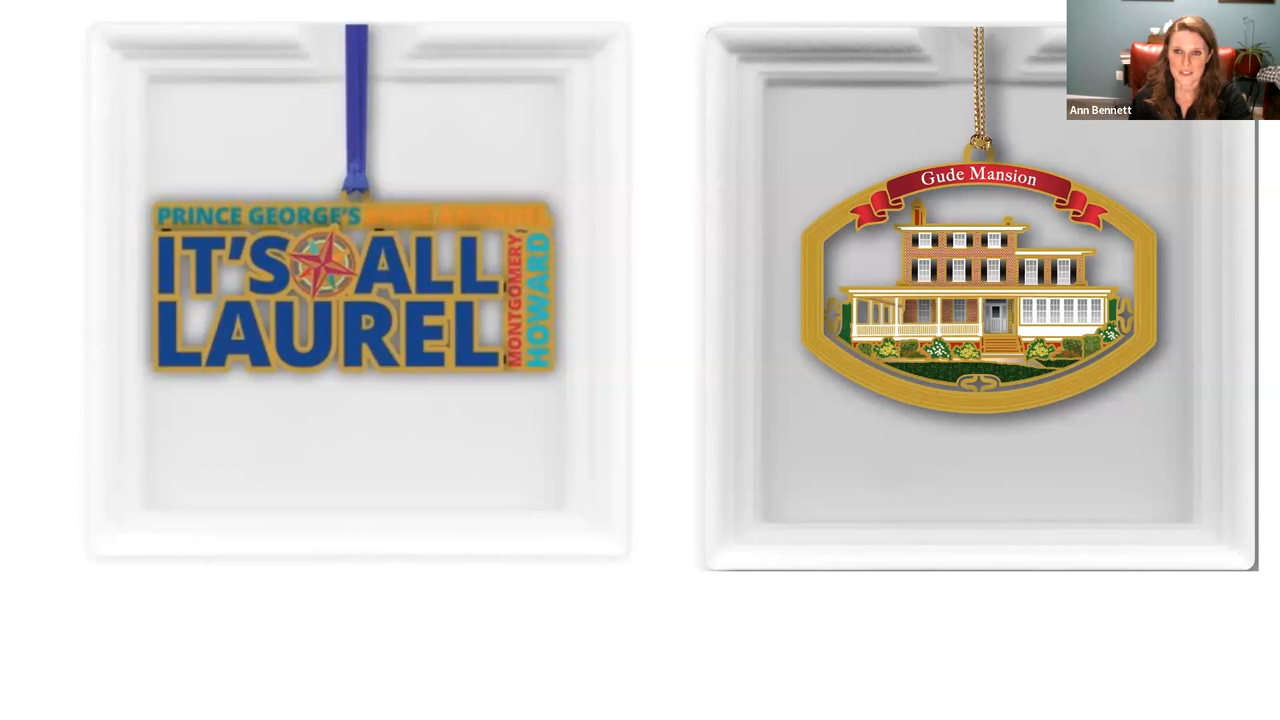 PRINCE GEORGE'S
IT'S ALL
LAUREL
MONTGOMERY
HOWARD
Gude Mansion
Ann Bennett